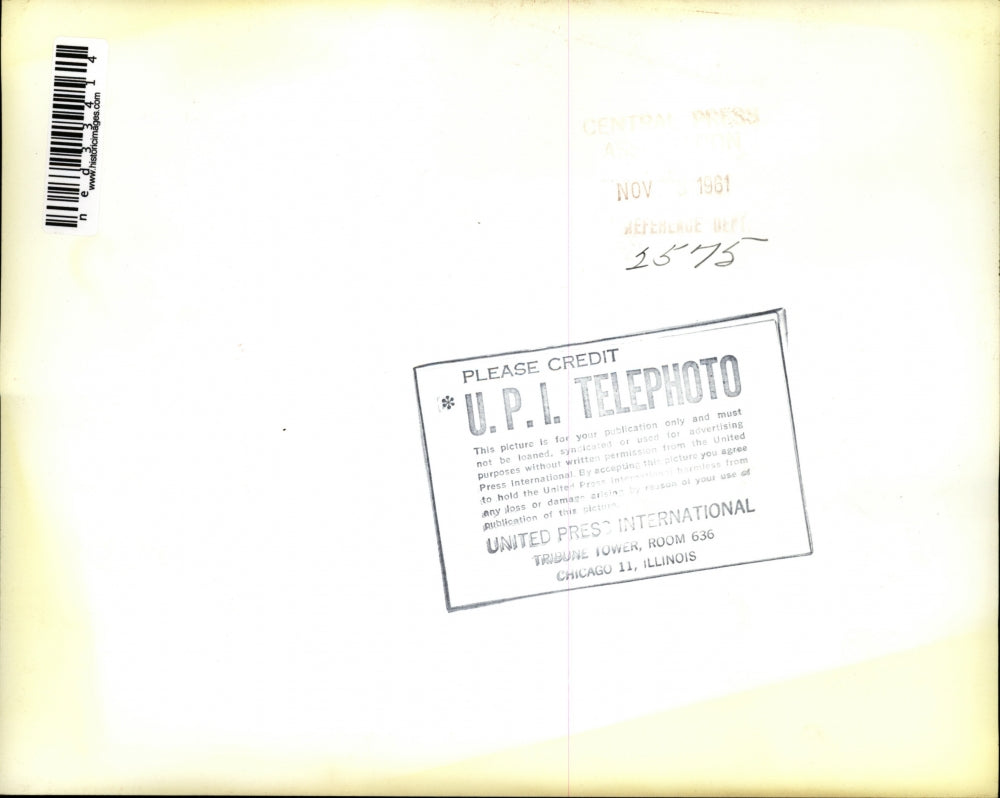 ned33414
www.historicimages.com
CENTRAL PRESS
NOV 1961
REFERENCE DEPT.
2575
PLEASE CREDIT
* U.P.I. TELEPHOTO
This picture is for your publication only and must
not be loaned, syndicated or used for advertising
purposes without written permission from the United
Press International. By accepting this picture you agree
to hold the United Press International harmless from
any loss or damage arising by reason of your use of
publication of this picture.
UNITED PRESS INTERNATIONAL
TRIBUNE TOWER, ROOM 636
CHICAGO 11, ILLINOIS